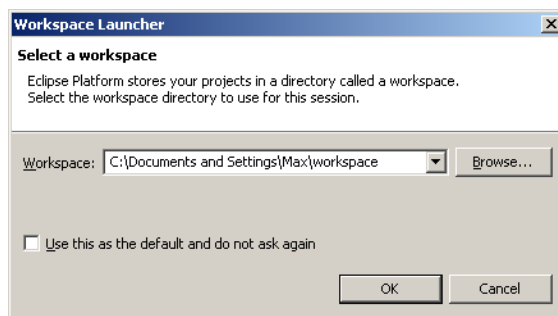 Workspace Launcher
Select a workspace
Eclipse Platform stores your projects in a directory called a workspace.
Select the workspace directory to use for this session.
Workspace: C:\Documents and Settings\Max\workspace Browse...
Use this as the default and do not ask again
OK Cancel